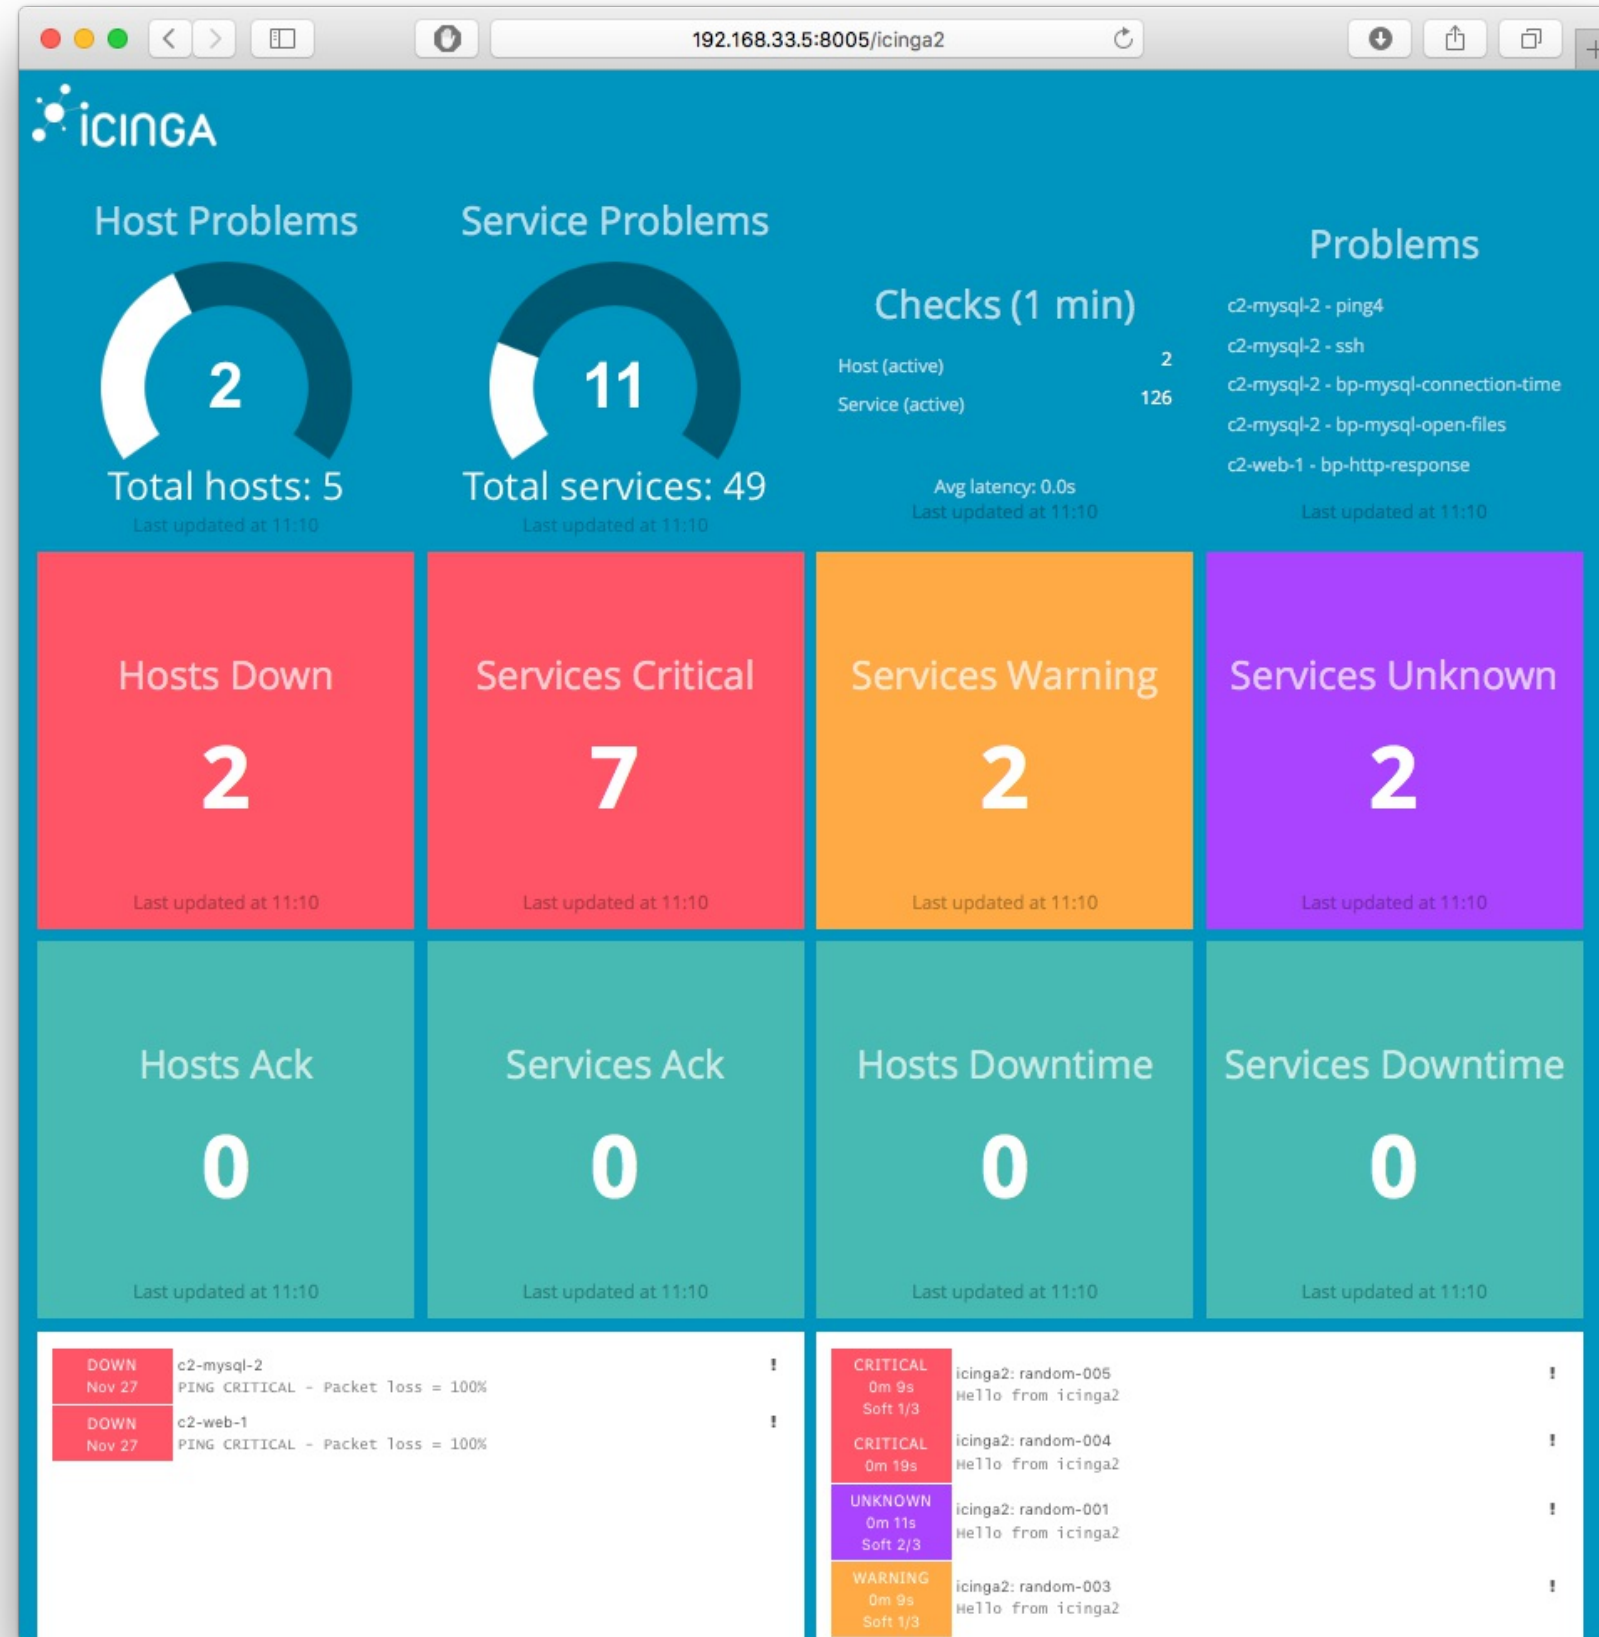 192.168.33.5:8005/icinga2
icinga
Host Problems
2
Total hosts: 5
Last updated at 11:10
Service Problems
11
Total services: 49
Last updated at 11:10
Checks (1 min)
Host (active) 2
Service (active) 126
Avg latency: 0.0s
Last updated at 11:10
Problems
c2-mysql-2 - ping4
c2-mysql-2 - ssh
c2-mysql-2 - bp-mysql-connection-time
c2-mysql-2 - bp-mysql-open-files
c2-web-1 - bp-http-response
Last updated at 11:10
Hosts Down
2
Last updated at 11:10
Services Critical
7
Last updated at 11:10
Services Warning
2
Last updated at 11:10
Services Unknown
2
Last updated at 11:10
Hosts Ack
0
Last updated at 11:10
Services Ack
0
Last updated at 11:10
Hosts Downtime
0
Last updated at 11:10
Services Downtime
0
Last updated at 11:10
DOWN
Nov 27
c2-mysql-2 !
PING CRITICAL - Packet loss = 100%
DOWN
Nov 27
c2-web-1 !
PING CRITICAL - Packet loss = 100%
CRITICAL
0m 9s
Soft 1/3
icinga2: random-005 !
Hello from icinga2
CRITICAL
0m 19s
icinga2: random-004 !
Hello from icinga2
UNKNOWN
0m 11s
Soft 2/3
icinga2: random-001 !
Hello from icinga2
WARNING
0m 9s
Soft 1/3
icinga2: random-003 !
Hello from icinga2